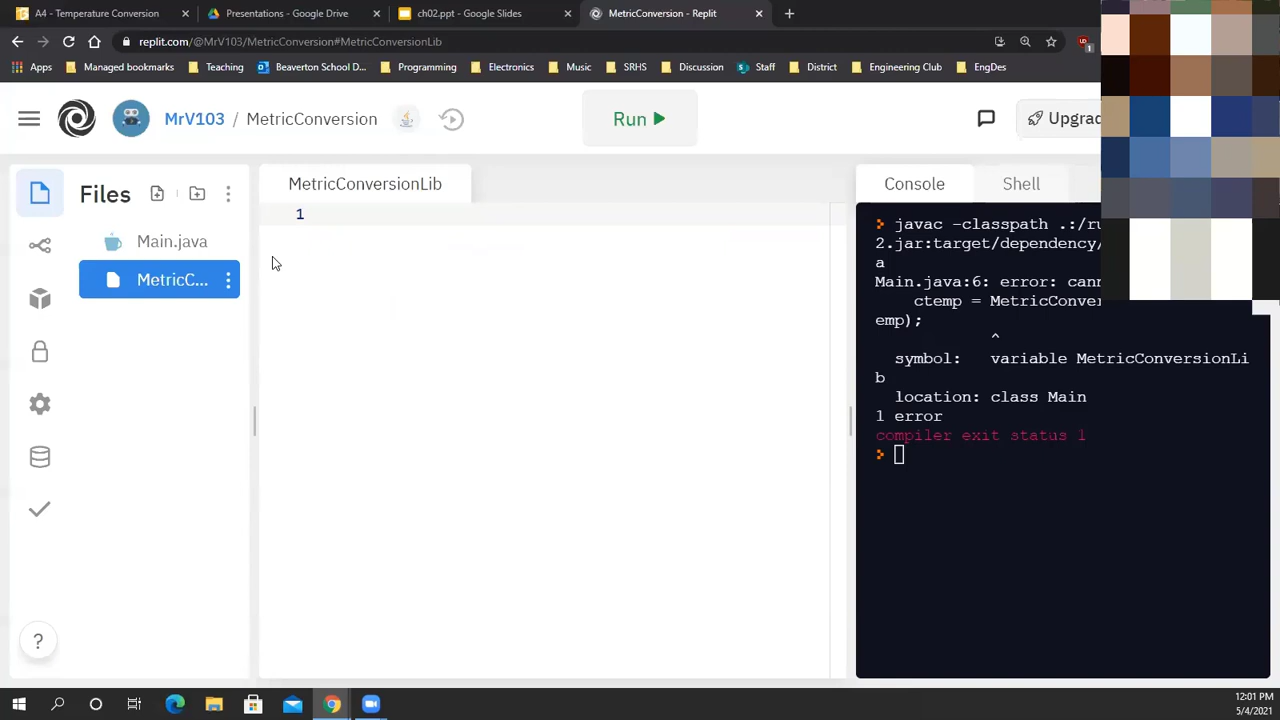 A4 - Temperature Conversion
Presentations - Google Drive
ch02.ppt - Google Slides
MetricConversion - Replit
replit.com/@MrV103/MetricConversion#MetricConversionLib
Apps
Managed bookmarks
Teaching
Beaverton School D...
Programming
Electronics
Music
SRHS
Discussion
Staff
District
Engineering Club
EngDes
MrV103 / MetricConversion
Run
Upgrad
Files
MetricConversionLib
Console
Shell
1
Main.java
MetricC...
javac -classpath .:/ru
2.jar:target/dependency/
a
Main.java:6: error: cann
ctemp = MetricConver
emp);
^
symbol: variable MetricConversionLi
b
location: class Main
1 error
compiler exit status 1
?
12:01 PM
5/4/2021